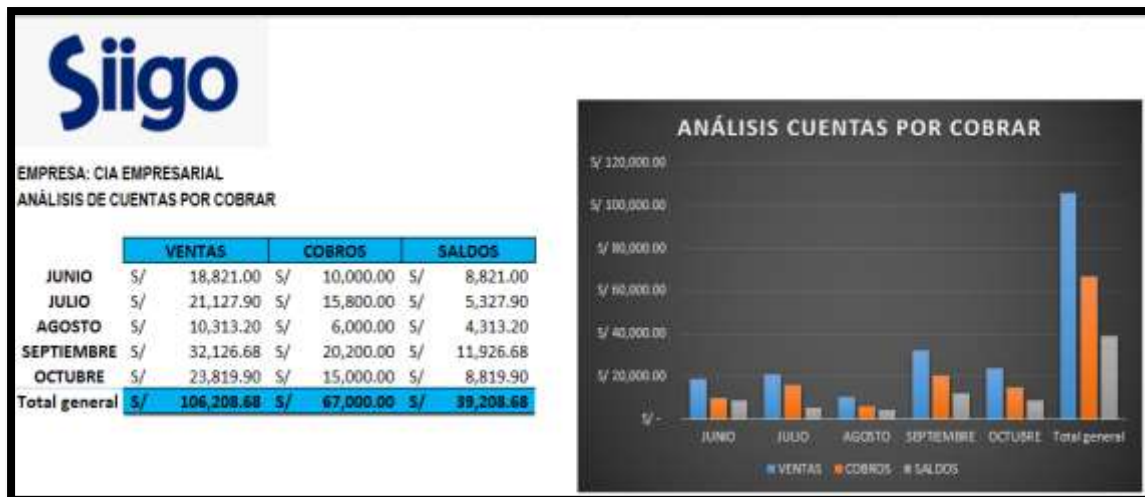 Siigo
EMPRESA: CIA EMPRESARIAL
ANÁLISIS DE CUENTAS POR COBRAR
VENTAS COBROS SALDOS
JUNIO S/ 18,821.00 S/ 10,000.00 S/ 8,821.00
JULIO S/ 21,127.90 S/ 15,800.00 S/ 5,327.90
AGOSTO S/ 10,313.20 S/ 6,000.00 S/ 4,313.20
SEPTIEMBRE S/ 32,126.68 S/ 20,200.00 S/ 11,926.68
OCTUBRE S/ 23,819.90 S/ 15,000.00 S/ 8,819.90
Total general S/ 106,208.68 S/ 67,000.00 S/ 39,208.68
ANÁLISIS CUENTAS POR COBRAR
S/ 120,000.00
S/ 100,000.00
S/ 80,000.00
S/ 60,000.00
S/ 40,000.00
S/ 20,000.00
S/ -
JUNIO JULIO AGOSTO SEPTIEMBRE OCTUBRE Total general
VENTAS COBROS SALDOS